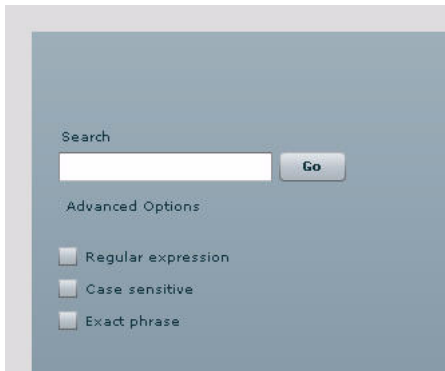 Search
Go
Advanced Options
Regular expression
Case sensitive
Exact phrase